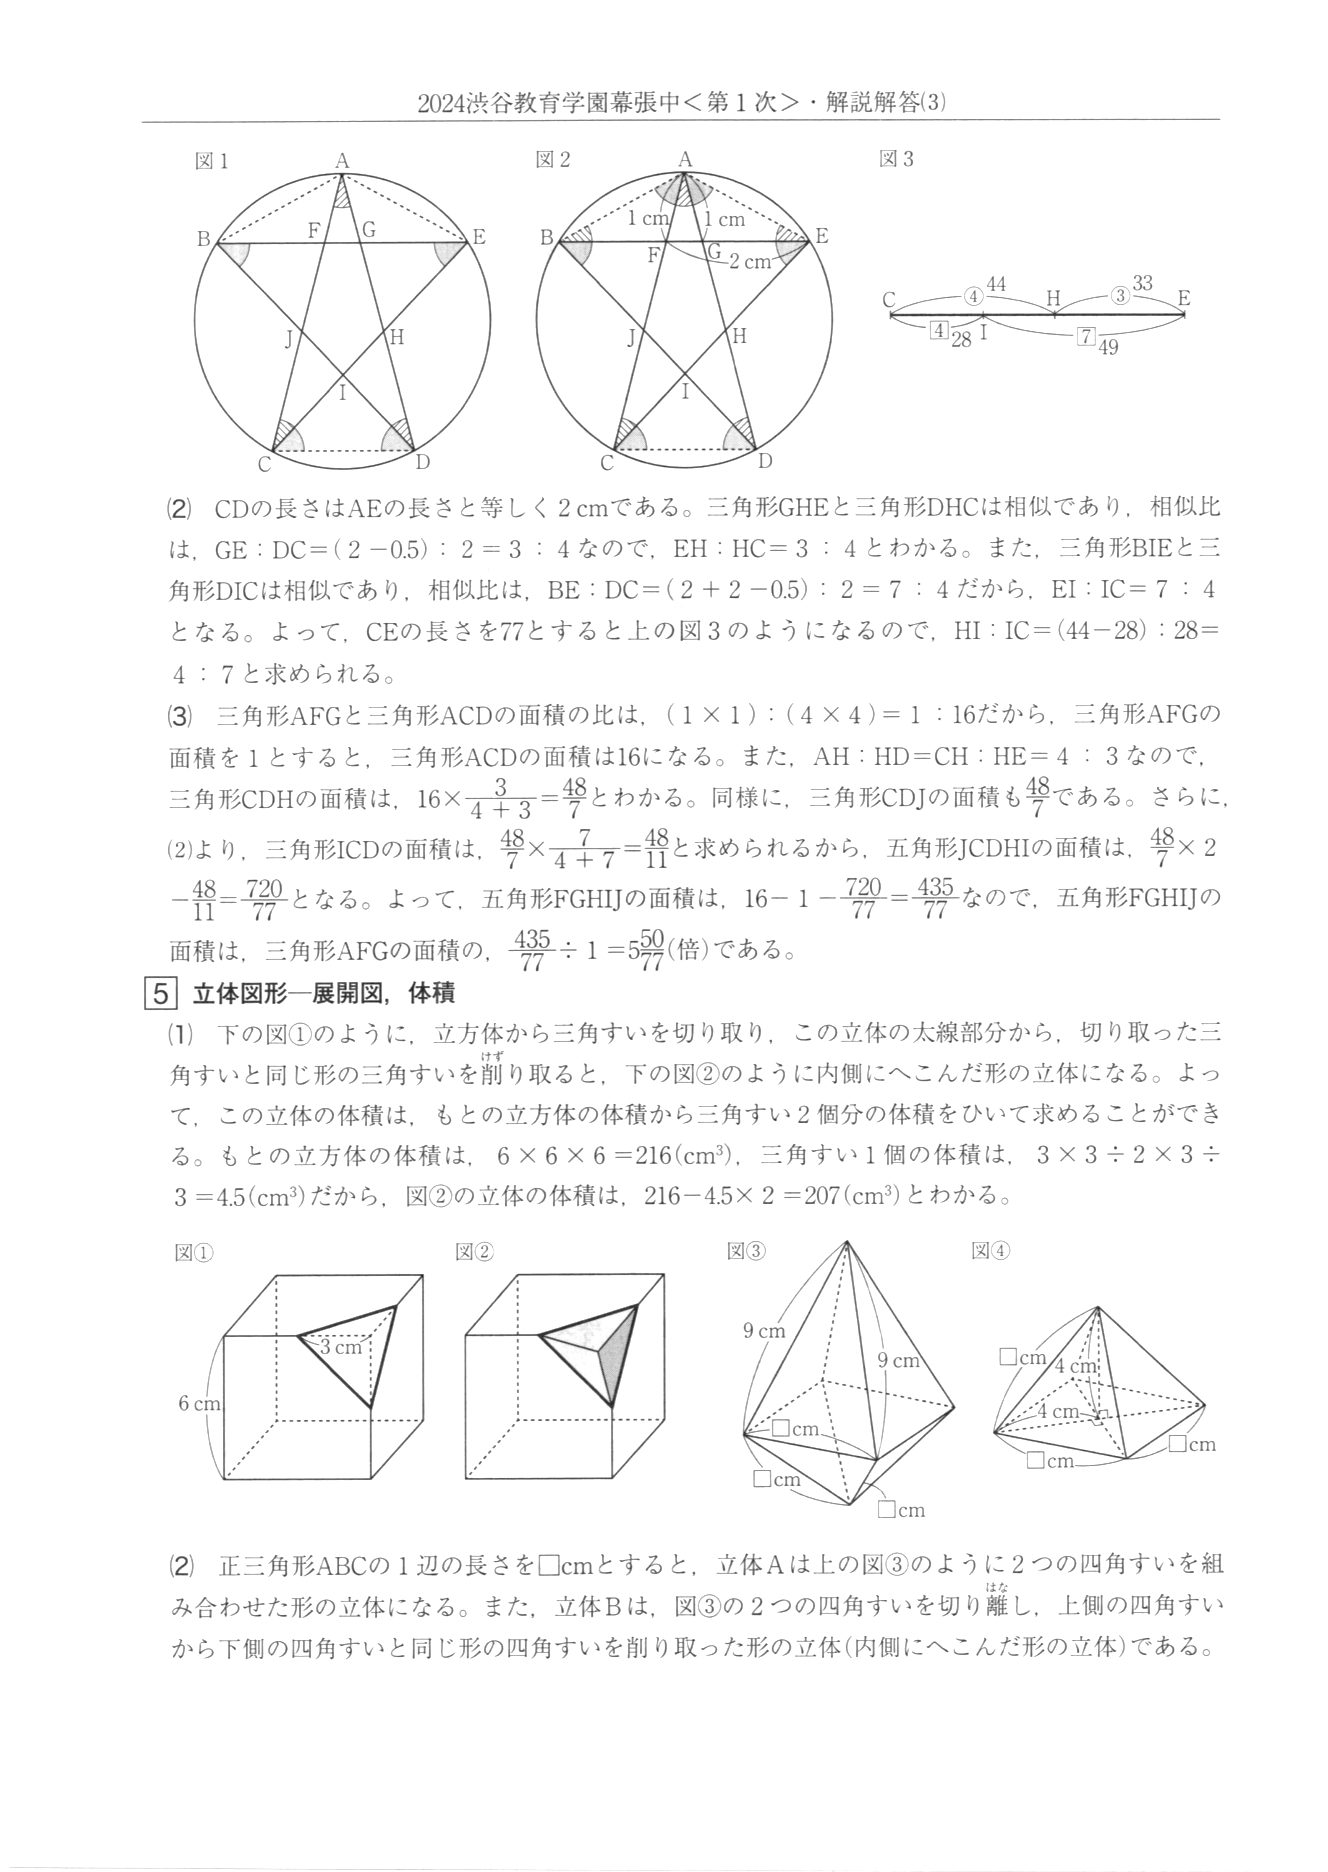 2024渋谷教育学園幕張中＜第１次＞・解説解答(3)
図１
A
B
F
G
E
J
H
I
C
D
図２
A
1 cm
1 cm
B
E
F
G
2 cm
J
H
I
C
D
図３
C
④
44
H
③
33
E
4
28
I
7
49
(2)　CDの長さはAEの長さと等しく２cmである。三角形GHEと三角形DHCは相似であり，相似比
は，GE：DC＝(２－0.5)：２＝３：４なので，EH：HC＝３：４とわかる。また，三角形BIEと三
角形DICは相似であり，相似比は，BE：DC＝(２＋２－0.5)：２＝７：４だから，EI：IC＝７：４
となる。よって，CEの長さを77とすると上の図３のようになるので，HI：IC＝(44－28)：28＝
４：７と求められる。
(3)　三角形AFGと三角形ACDの面積の比は，(１×１)：(４×４)＝１：16だから，三角形AFGの
面積を１とすると，三角形ACDの面積は16になる。また，AH：HD＝CH：HE＝４：３なので，
三角形CDHの面積は，16×3/(4＋3)＝48/7とわかる。同様に，三角形CDJの面積も48/7である。さらに，
(2)より，三角形ICDの面積は，48/7×7/(4＋7)＝48/11と求められるから，五角形JCDHIの面積は，48/7×２
－48/11＝720/77となる。よって，五角形FGHIJの面積は，16－１－720/77＝435/77なので，五角形FGHIJの
面積は，三角形AFGの面積の，435/77÷１＝5 50/77(倍)である。
5　立体図形―展開図，体積
(1)　下の図①のように，立方体から三角すいを切り取り，この立体の太線部分から，切り取った三
けず
角すいと同じ形の三角すいを削り取ると，下の図②のように内側にへこんだ形の立体になる。よっ
て，この立体の体積は，もとの立方体の体積から三角すい２個分の体積をひいて求めることができ
る。もとの立方体の体積は，６×６×６＝216(cm³)，三角すい１個の体積は，３×３÷２×３÷
３＝4.5(cm³)だから，図②の立体の体積は，216－4.5×２＝207(cm³)とわかる。
図①
3 cm
6 cm
図②
図③
9 cm
9 cm
□cm
□cm
□cm
図④
□cm
4 cm
4 cm
□cm
□cm
(2)　正三角形ABCの１辺の長さを□cmとすると，立体Ａは上の図③のように２つの四角すいを組
はな
み合わせた形の立体になる。また，立体Ｂは，図③の２つの四角すいを切り離し，上側の四角すい
から下側の四角すいと同じ形の四角すいを削り取った形の立体(内側にへこんだ形の立体)である。